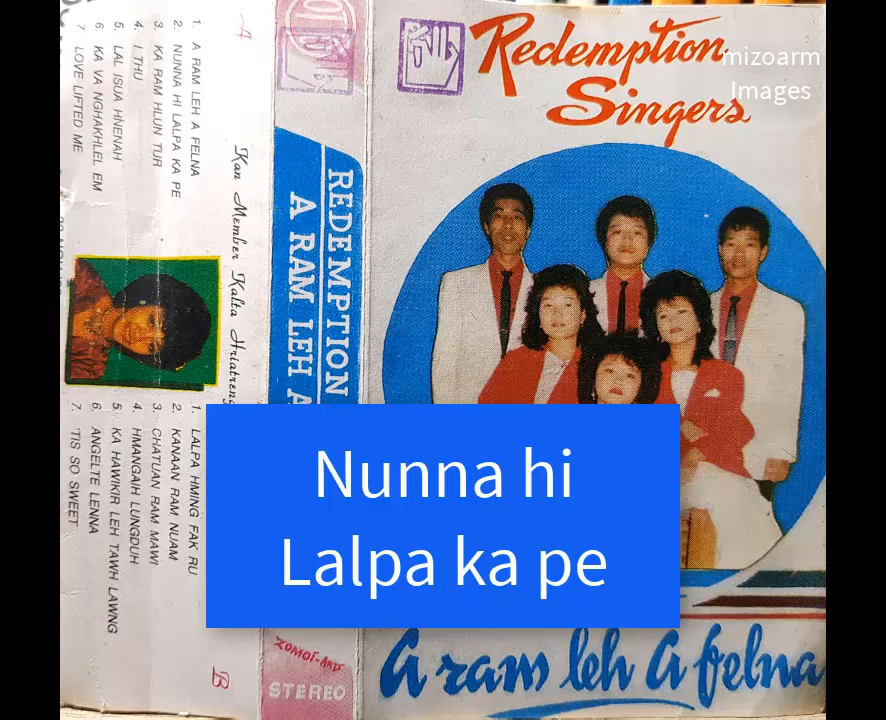 Redemption
Singers
mizoarm
Images
A
1. A RAM LEH A FELNA
2. NUNNA HI LALPA KA PE
3. KA RAM HLUN TUR
4. I THU
5. LAL ISUA HNENAH
6. KA VA NGHAKHLEL EM
7. LOVE LIFTED ME
Kan Member Kalta Hriatreng
1. LALPA HMING FAK RU
2. KANAAN RAM NUAM
3. CHATUAN RAM MAWI
4. HMANGAIH LUNGDUH
5. KA HAWIKIR LEH TAWH LAWNG
6. ANGELTE LENNA
7. 'TIS SO SWEET
B
REDEMPTION
A RAM LEH A
ZOMOI-ARTS
STEREO
Nunna hi
Lalpa ka pe
A ram leh A felna